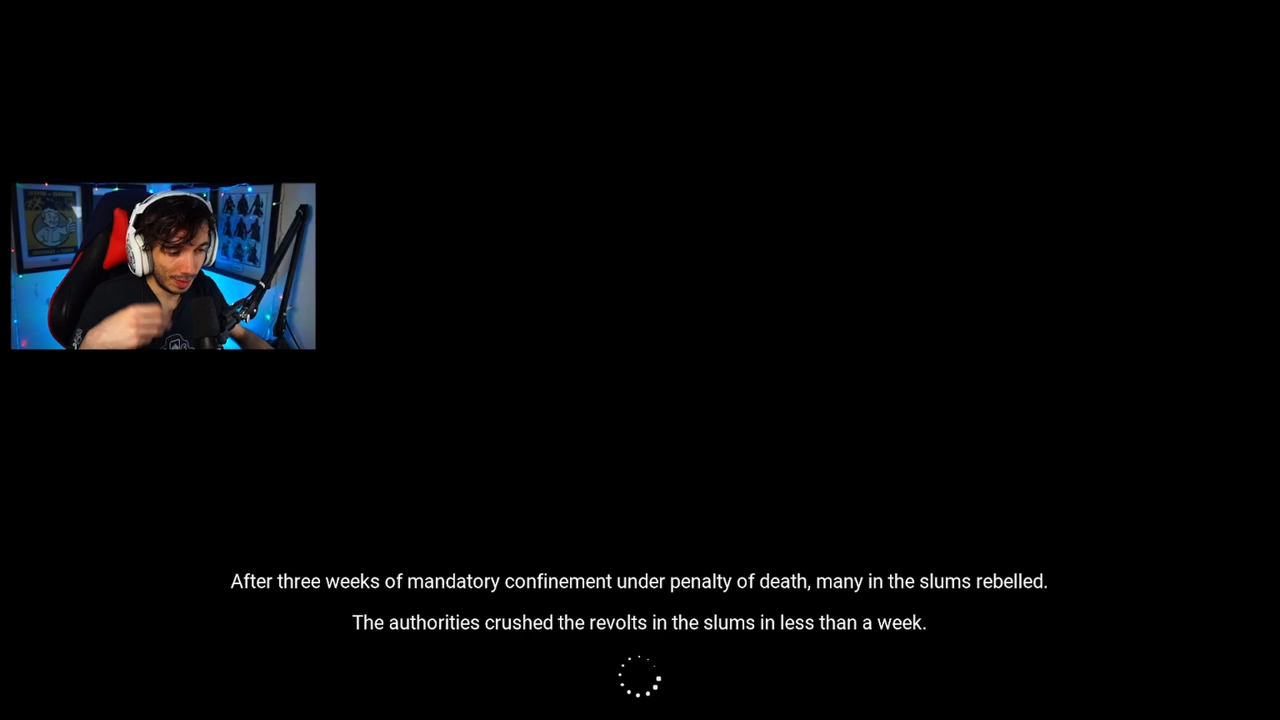 After three weeks of mandatory confinement under penalty of death, many in the slums rebelled.
The authorities crushed the revolts in the slums in less than a week.